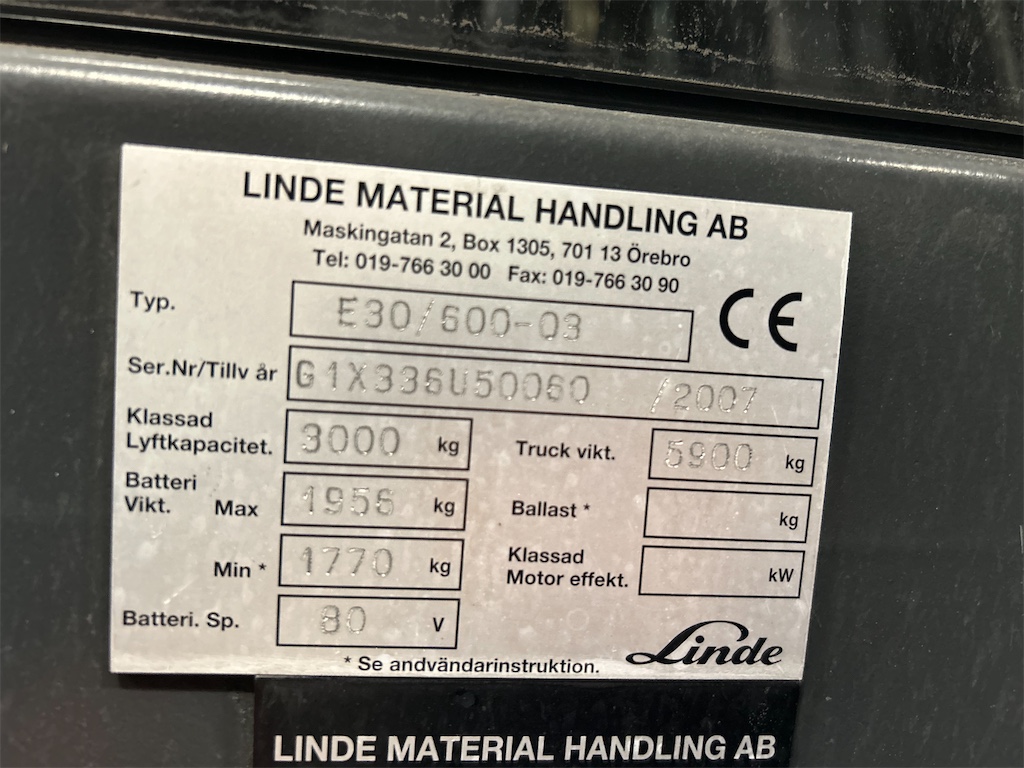 LINDE MATERIAL HANDLING AB
Maskingatan 2, Box 1305, 701 13 Örebro
Tel: 019-766 30 00 Fax: 019-766 30 90
CE
Typ. E30/600-03
Ser.Nr/Tillv år G1X336U50060 /2007
Klassad
Lyftkapacitet. 3000 kg Truck vikt. 5900 kg
Batteri
Vikt. Max 1956 kg Ballast * kg
Min * 1770 kg Klassad
Motor effekt. kW
Batteri. Sp. 80 V
Linde
* Se andvändarinstruktion.
LINDE MATERIAL HANDLING AB